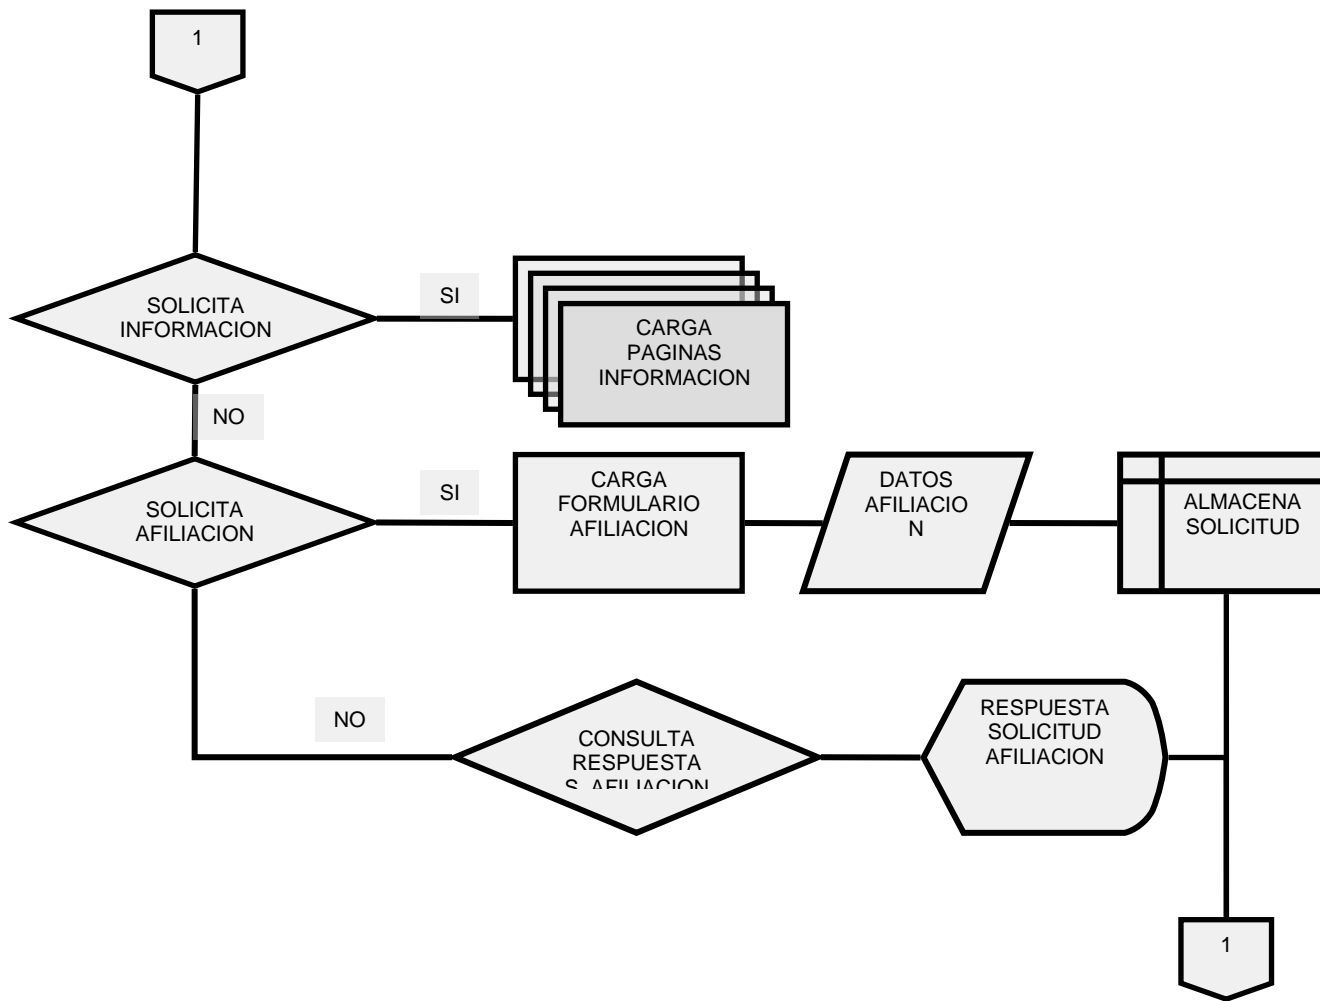 1
SOLICITA
INFORMACION
SI
CARGA
PAGINAS
INFORMACION
NO
SOLICITA
AFILIACION
SI
CARGA
FORMULARIO
AFILIACION
DATOS
AFILIACIO
N
ALMACENA
SOLICITUD
NO
CONSULTA
RESPUESTA
S. AFILIACION
RESPUESTA
SOLICITUD
AFILIACION
1